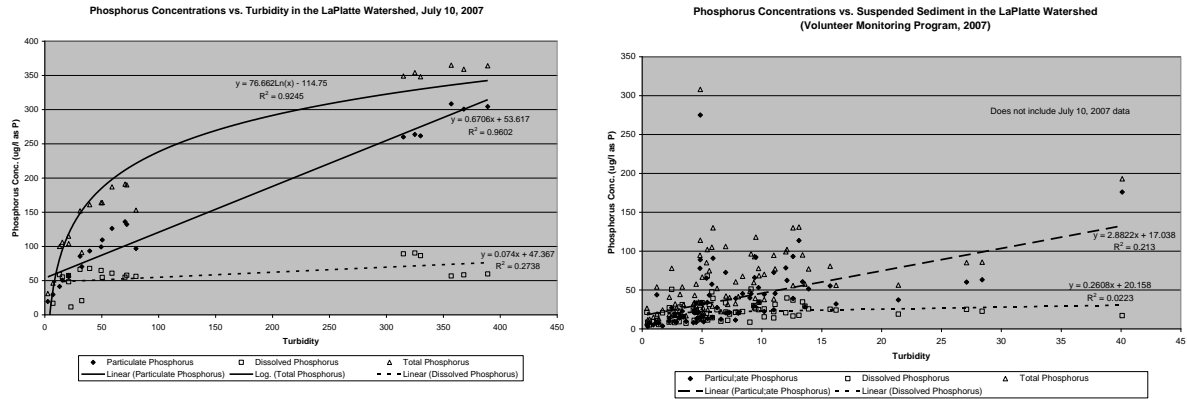 Phosphorus Concentrations vs. Turbidity in the LaPlatte Watershed, July 10, 2007
Phosphorus Conc. (ug/l as P)
400
350
300
250
200
150
100
50
0
y = 76.662Ln(x) - 114.75
R² = 0.9245
y = 0.6706x + 53.617
R² = 0.9602
y = 0.074x + 47.367
R² = 0.2738
0 50 100 150 200 250 300 350 400 450
Turbidity
Particulate Phosphorus Dissolved Phosphorus Total Phosphorus
Linear (Particulate Phosphorus) Log. (Total Phosphorus) Linear (Dissolved Phosphorus)
Phosphorus Concentrations vs. Suspended Sediment in the LaPlatte Watershed
(Volunteer Monitoring Program, 2007)
Phosphorus Conc. (ug/l as P)
350
300
250
200
150
100
50
0
Does not include July 10, 2007 data
y = 2.8822x + 17.038
R² = 0.213
y = 0.2608x + 20.158
R² = 0.0223
0 5 10 15 20 25 30 35 40 45
Turbidity
Particul;ate Phosphorus Dissolved Phosphorus Total Phosphorus
Linear (Particul;ate Phosphorus) Linear (Dissolved Phosphorus)